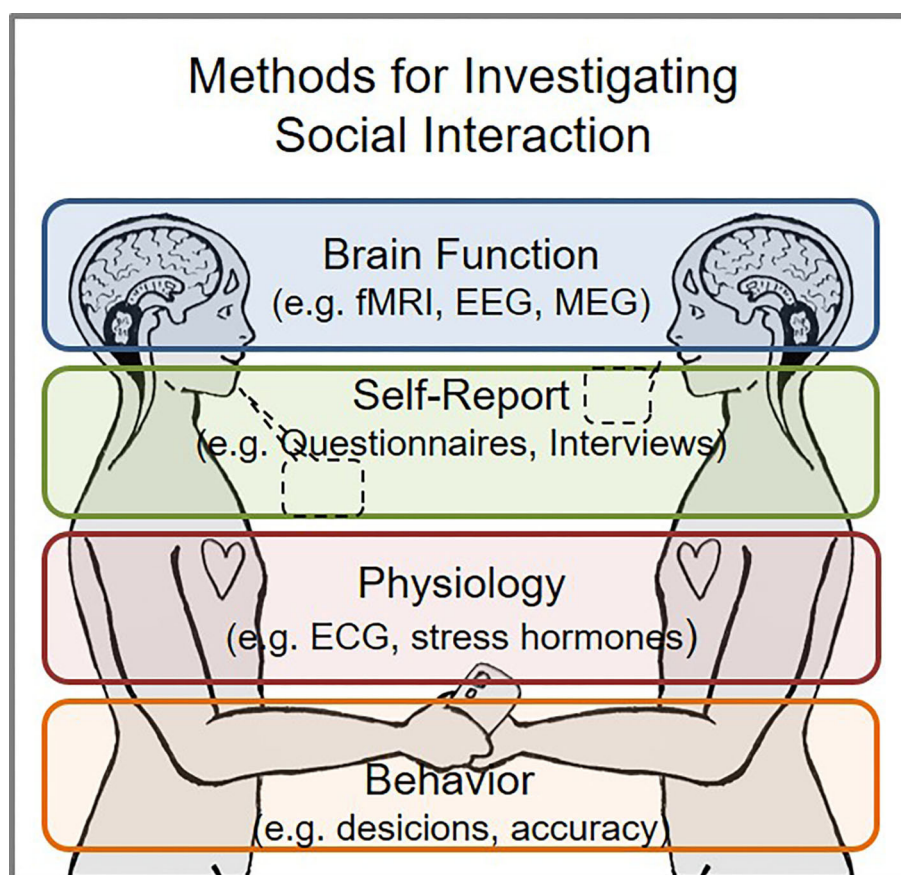 Methods for Investigating
Social Interaction
Brain Function
(e.g. fMRI, EEG, MEG)
Self-Report
(e.g. Questionnaires, Interviews)
Physiology
(e.g. ECG, stress hormones)
Behavior
(e.g. desicions, accuracy)